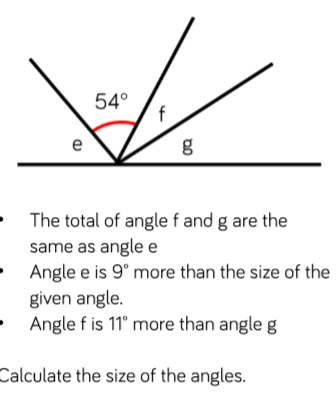 54°
f
e
g
The total of angle f and g are the
same as angle e
Angle e is 9° more than the size of the
given angle.
Angle f is 11° more than angle g
Calculate the size of the angles.